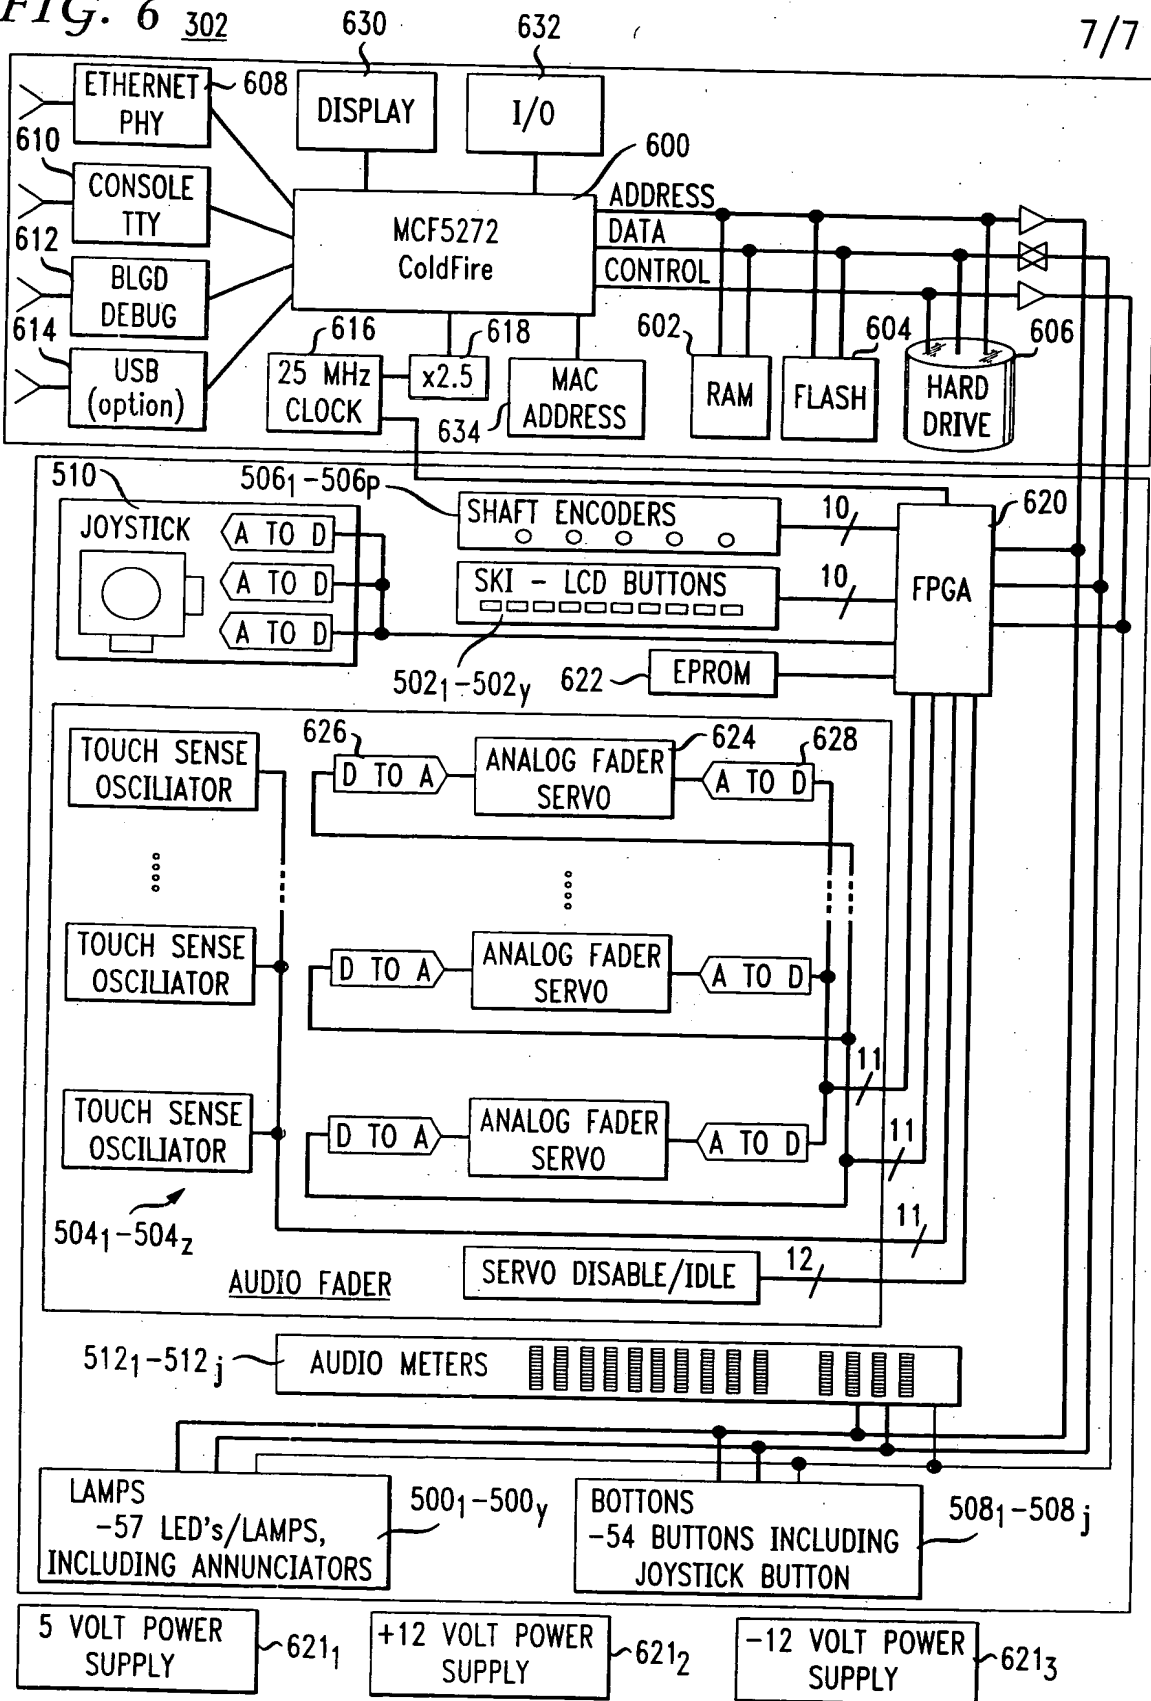 FIG. 6
302
630
632
7/7
ETHERNET
PHY
608
DISPLAY
I/O
610
600
CONSOLE
TTY
ADDRESS
612
MCF5272
ColdFire
DATA
BLGD
DEBUG
CONTROL
614
616
618
602
604
606
USB
(option)
25 MHz
CLOCK
x2.5
MAC
ADDRESS
634
RAM
FLASH
HARD
DRIVE
510
506₁-506p
620
JOYSTICK
A TO D
A TO D
A TO D
SHAFT ENCODERS
10
SKI - LCD BUTTONS
10
FPGA
502₁-502y
622
EPROM
TOUCH SENSE
OSCILIATOR
626
D TO A
ANALOG FADER
SERVO
624
628
A TO D
TOUCH SENSE
OSCILIATOR
D TO A
ANALOG FADER
SERVO
A TO D
11
TOUCH SENSE
OSCILIATOR
D TO A
ANALOG FADER
SERVO
A TO D
11
504₁-504z
11
AUDIO FADER
SERVO DISABLE/IDLE
12
512₁-512j
AUDIO METERS
LAMPS
-57 LED's/LAMPS,
INCLUDING ANNUNCIATORS
500₁-500y
BOTTONS
-54 BUTTONS INCLUDING
JOYSTICK BUTTON
508₁-508j
5 VOLT POWER
SUPPLY
621₁
+12 VOLT POWER
SUPPLY
621₂
-12 VOLT POWER
SUPPLY
621₃